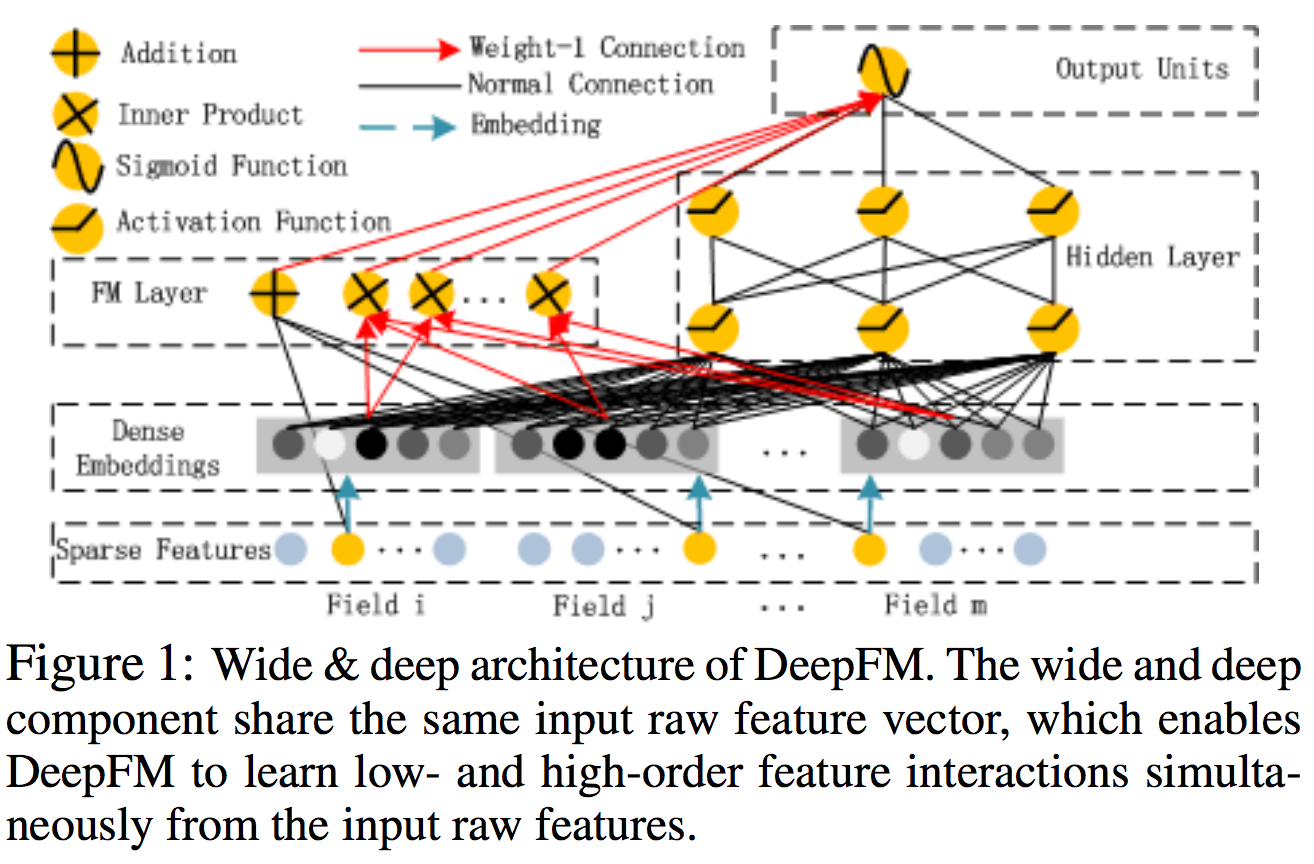 Addition
Weight-1 Connection
Output Units
Normal Connection
Inner Product
Embedding
Sigmoid Function
Activation Function
Hidden Layer
FM Layer
...
Dense
Embeddings
...
Sparse Features ... ... ... ...
Field i Field j ... Field m
Figure 1: Wide & deep architecture of DeepFM. The wide and deep
component share the same input raw feature vector, which enables
DeepFM to learn low- and high-order feature interactions simulta-
neously from the input raw features.